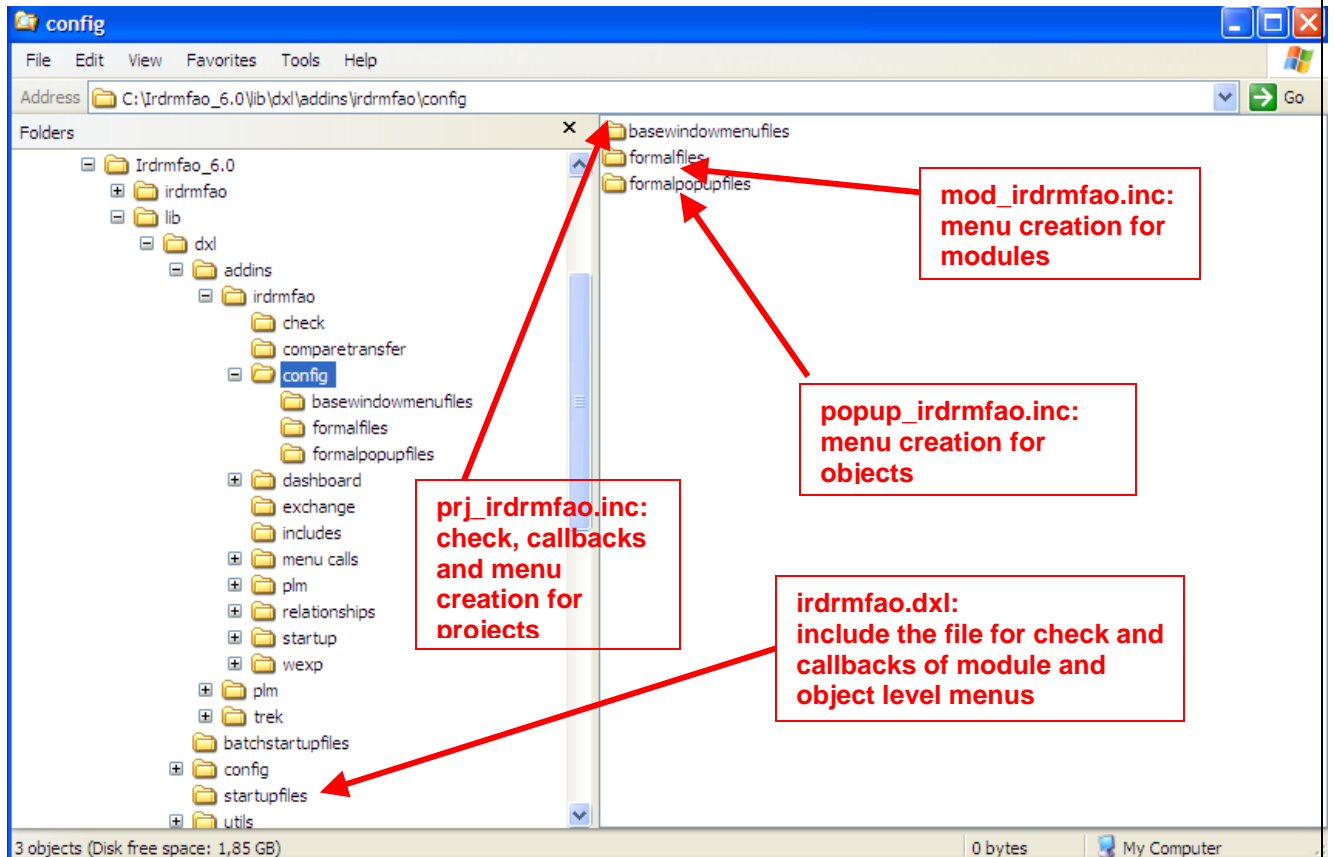 config
File Edit View Favorites Tools Help
Address C:\Irdrmfao_6.0\lib\dxl\addins\irdrmfao\config Go
Folders
Irdrmfao_6.0
irdrmfao
lib
dxl
addins
irdrmfao
check
comparetransfer
config
basewindowmenufiles
formalfiles
formalpopupfiles
dashboard
exchange
includes
menu calls
plm
relationships
startup
wexp
plm
trek
batchstartupfiles
config
startupfiles
utils
basewindowmenufiles
formalfiles
formalpopupfiles
mod_irdrmfao.inc:
menu creation for
modules
popup_irdrmfao.inc:
menu creation for
objects
prj_irdrmfao.inc:
check, callbacks
and menu
creation for
projects
irdrmfao.dxl:
include the file for check and
callbacks of module and
object level menus
3 objects (Disk free space: 1,85 GB) 0 bytes My Computer